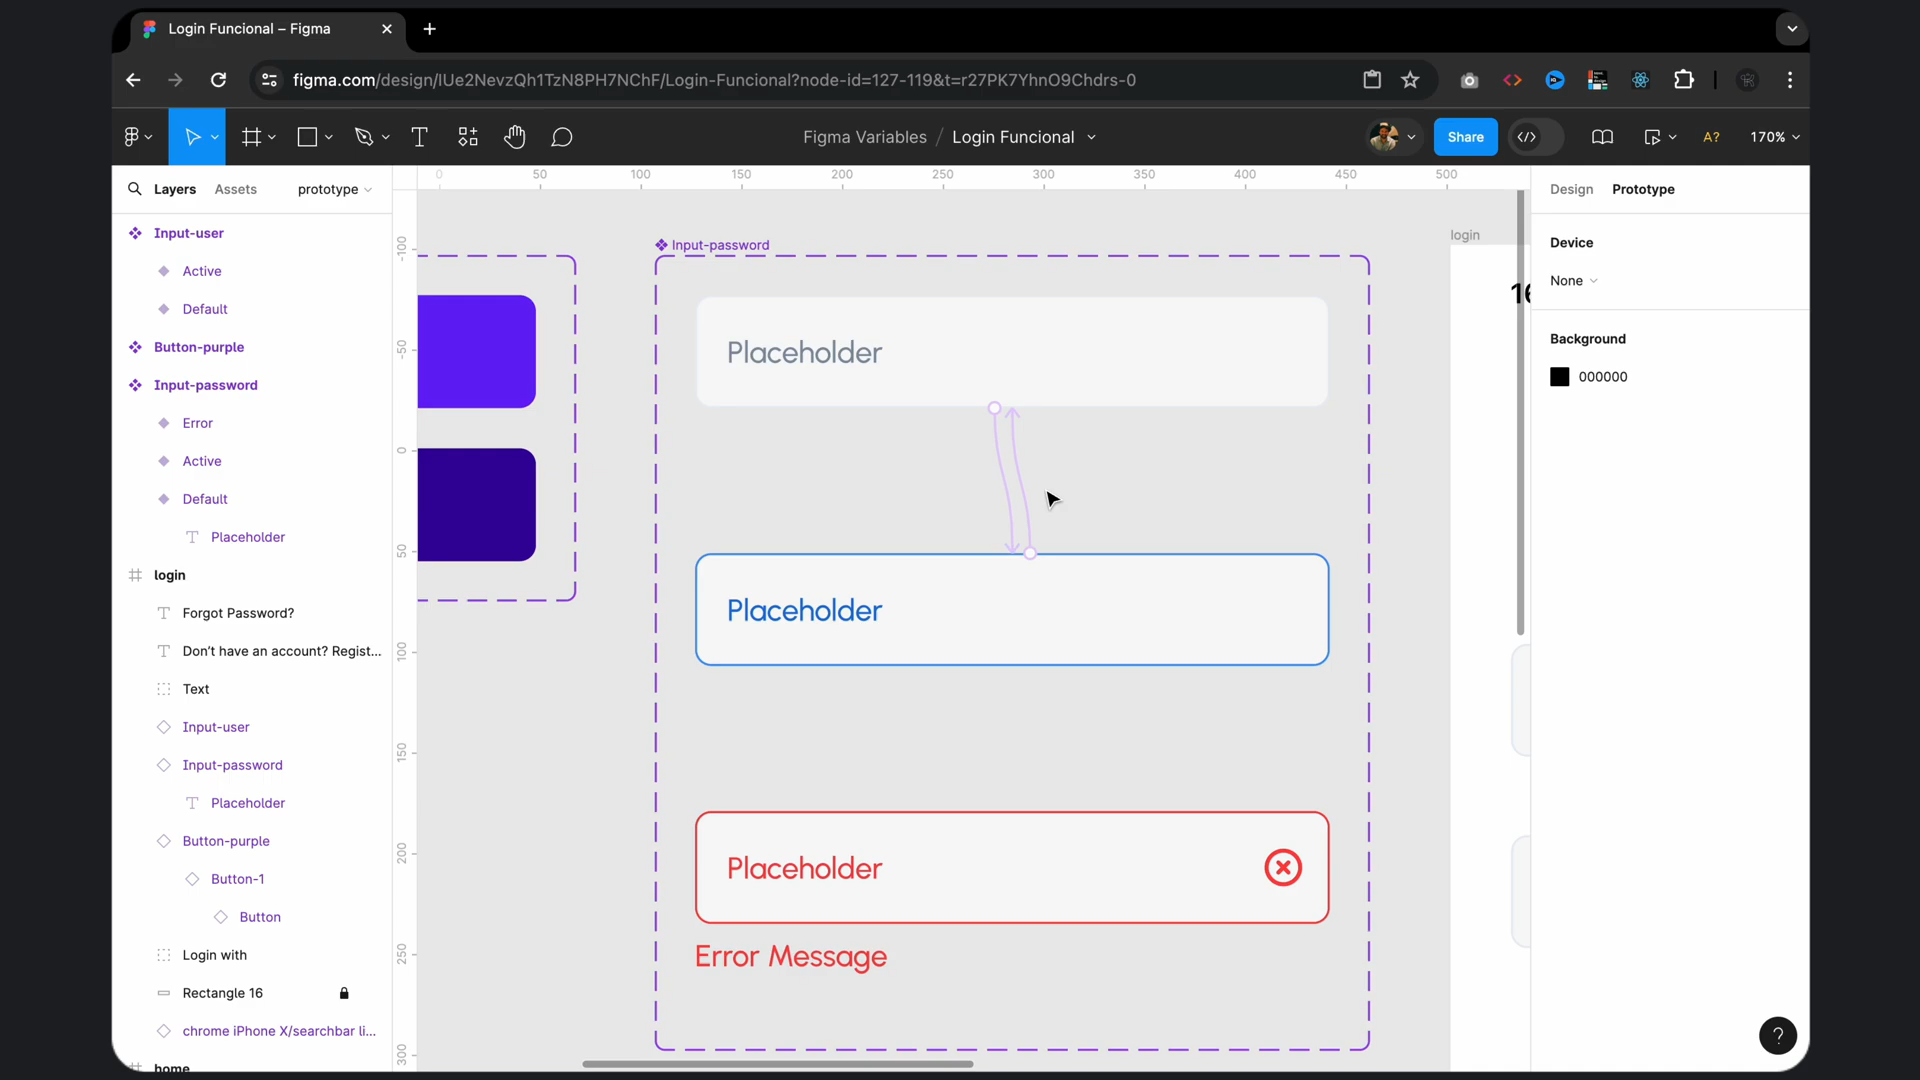 Login Funcional – Figma
figma.com/design/IUe2NevzQh1TzN8PH7NChF/Login-Funcional?node-id=127-119&t=r27PK7YhnO9Chdrs-0
Figma Variables / Login Funcional
Share
A?
170%
Layers
Assets
prototype
Design
Prototype
0 50 100 150 200 250 300 350 400 450 500
-100
-50
0
50
100
150
200
250
300
Input-user
Active
Default
Button-purple
Input-password
Error
Active
Default
Placeholder
login
Forgot Password?
Don't have an account? Regist...
Text
Input-user
Input-password
Placeholder
Button-purple
Button-1
Button
Login with
Rectangle 16
chrome iPhone X/searchbar li...
home
Input-password
Placeholder
Placeholder
Placeholder
Error Message
login
Device
None
Background
000000
?